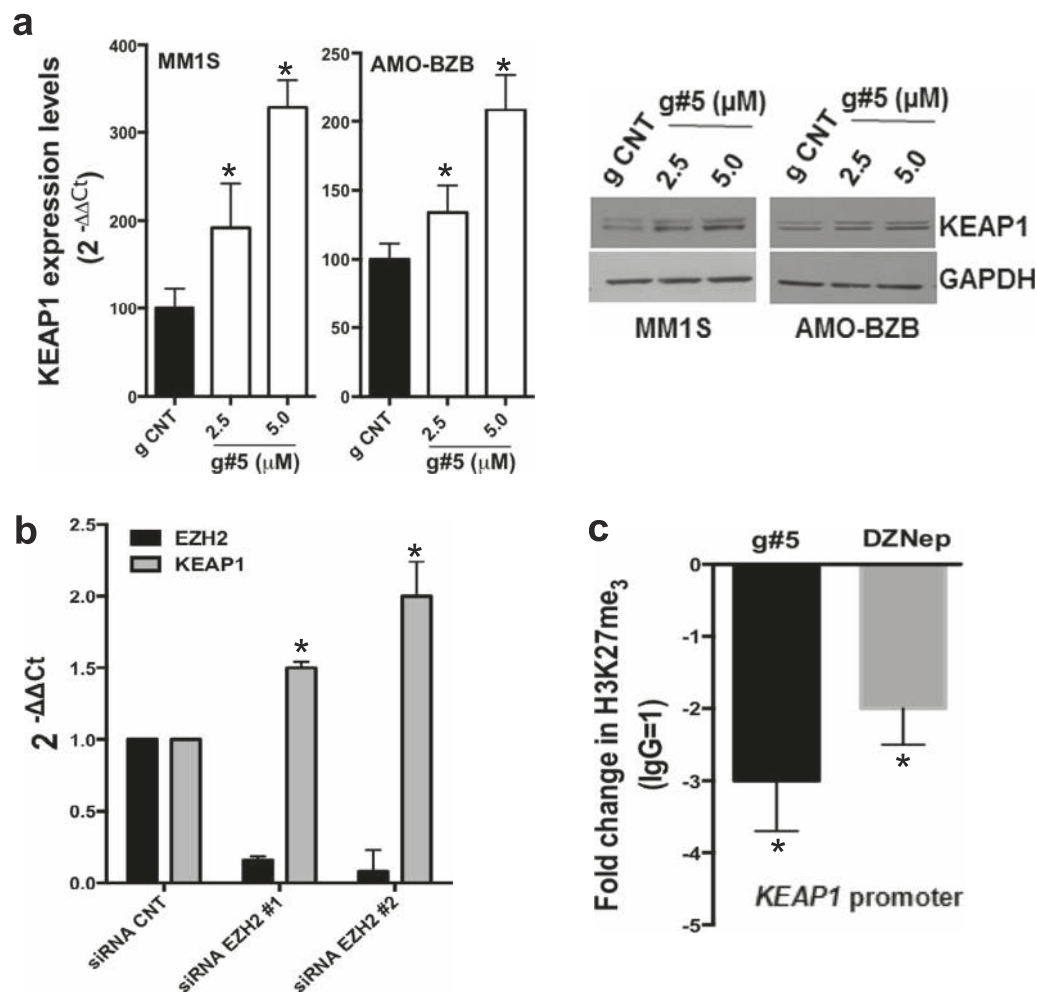 a
KEAP1 expression levels
(2 -ΔΔCt)
400
300
200
100
0
MM1S
*
*
g CNT
2.5
5.0
g#5 (μM)
250
200
150
100
50
0
AMO-BZB
*
*
g CNT
2.5
5.0
g#5 (μM)
g#5 (μM)
g CNT
2.5
5.0
g#5 (μM)
g CNT
2.5
5.0
KEAP1
GAPDH
MM1S
AMO-BZB
b
2 -ΔΔCt
2.5
2.0
1.5
1.0
0.5
0.0
EZH2
KEAP1
*
*
siRNA CNT
siRNA EZH2 #1
siRNA EZH2 #2
c
g#5
DZNep
Fold change in H3K27me3
(IgG=1)
0
-1
-2
-3
-4
-5
*
*
KEAP1 promoter